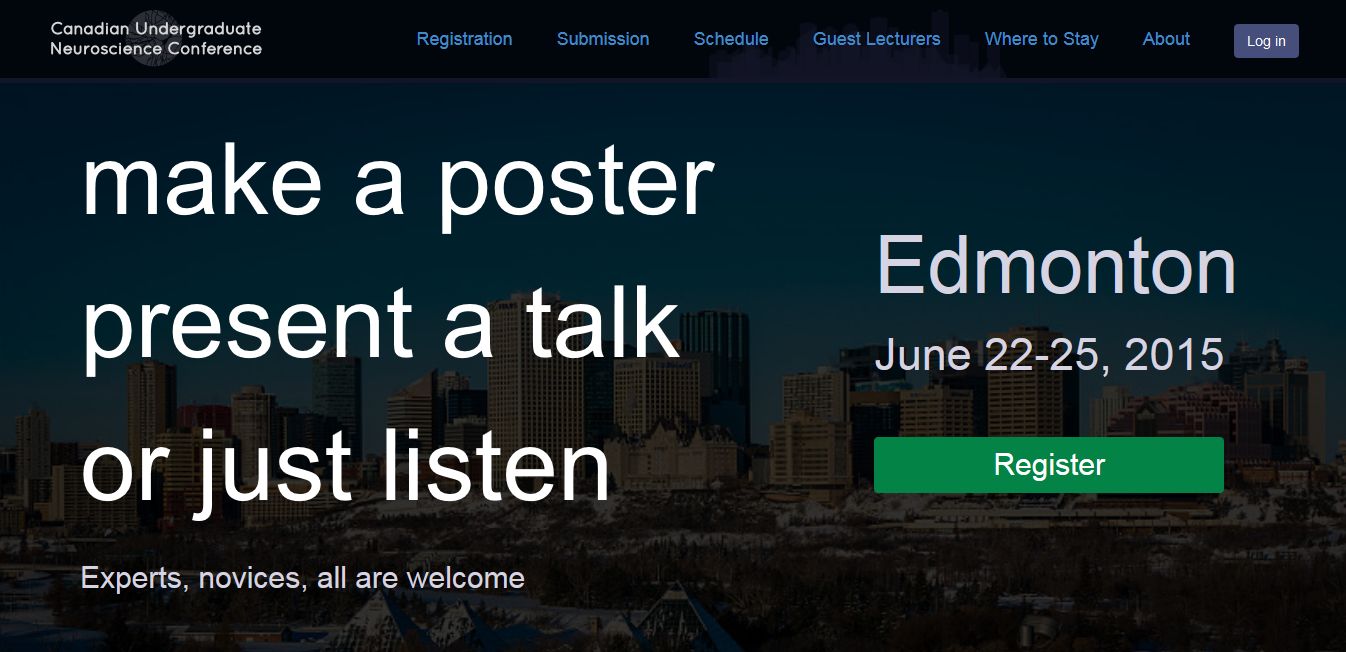 Canadian Undergraduate
Neuroscience Conference
Registration
Submission
Schedule
Guest Lecturers
Where to Stay
About
Log in
make a poster
present a talk
or just listen
Experts, novices, all are welcome
Edmonton
June 22-25, 2015
Register